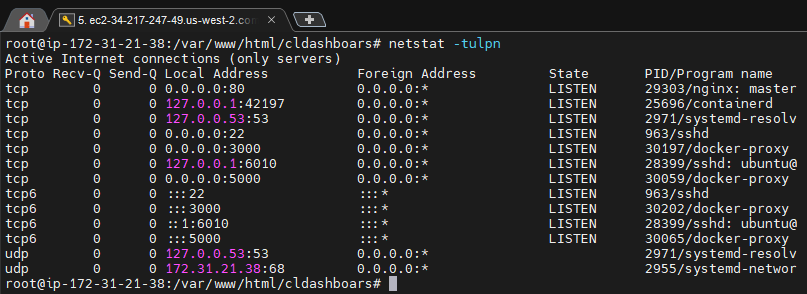 5. ec2-34-217-247-49.us-west-2.com
root@ip-172-31-21-38:/var/www/html/cldashboars# netstat -tulpn
Active Internet connections (only servers)
Proto Recv-Q Send-Q Local Address Foreign Address State PID/Program name
tcp 0 0 0.0.0.0:80 0.0.0.0:* LISTEN 29303/nginx: master
tcp 0 0 127.0.0.1:42197 0.0.0.0:* LISTEN 25696/containerd
tcp 0 0 127.0.0.53:53 0.0.0.0:* LISTEN 2971/systemd-resolv
tcp 0 0 0.0.0.0:22 0.0.0.0:* LISTEN 963/sshd
tcp 0 0 0.0.0.0:3000 0.0.0.0:* LISTEN 30197/docker-proxy
tcp 0 0 127.0.0.1:6010 0.0.0.0:* LISTEN 28399/sshd: ubuntu@
tcp 0 0 0.0.0.0:5000 0.0.0.0:* LISTEN 30059/docker-proxy
tcp6 0 0 :::22 :::* LISTEN 963/sshd
tcp6 0 0 :::3000 :::* LISTEN 30202/docker-proxy
tcp6 0 0 ::1:6010 :::* LISTEN 28399/sshd: ubuntu@
tcp6 0 0 :::5000 :::* LISTEN 30065/docker-proxy
udp 0 0 127.0.0.53:53 0.0.0.0:* 2971/systemd-resolv
udp 0 0 172.31.21.38:68 0.0.0.0:* 2955/systemd-networ
root@ip-172-31-21-38:/var/www/html/cldashboars#